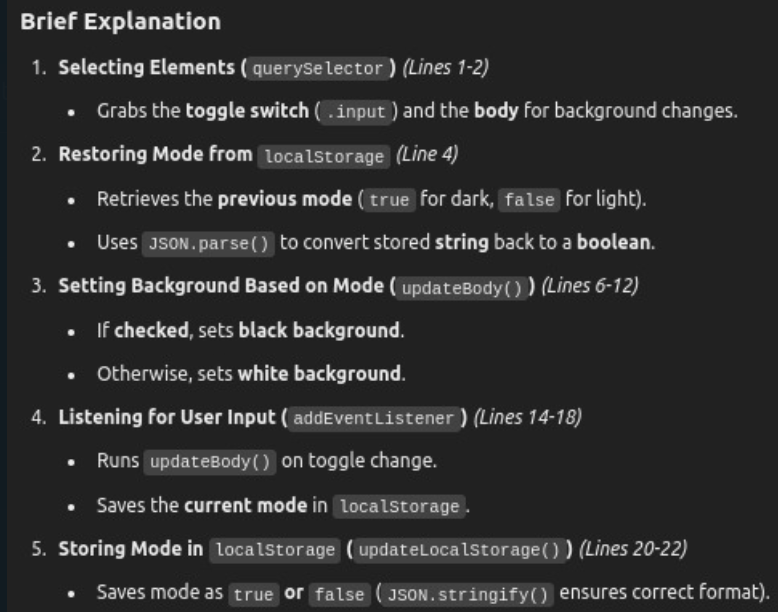 Brief Explanation
1. Selecting Elements ( querySelector ) (Lines 1-2)
• Grabs the toggle switch ( .input ) and the body for background changes.
2. Restoring Mode from localStorage (Line 4)
• Retrieves the previous mode ( true for dark, false for light).
• Uses JSON.parse() to convert stored string back to a boolean.
3. Setting Background Based on Mode ( updateBody() ) (Lines 6-12)
• If checked, sets black background.
• Otherwise, sets white background.
4. Listening for User Input ( addEventListener ) (Lines 14-18)
• Runs updateBody() on toggle change.
• Saves the current mode in localStorage.
5. Storing Mode in localStorage ( updateLocalStorage() ) (Lines 20-22)
• Saves mode as true or false ( JSON.stringify() ensures correct format).